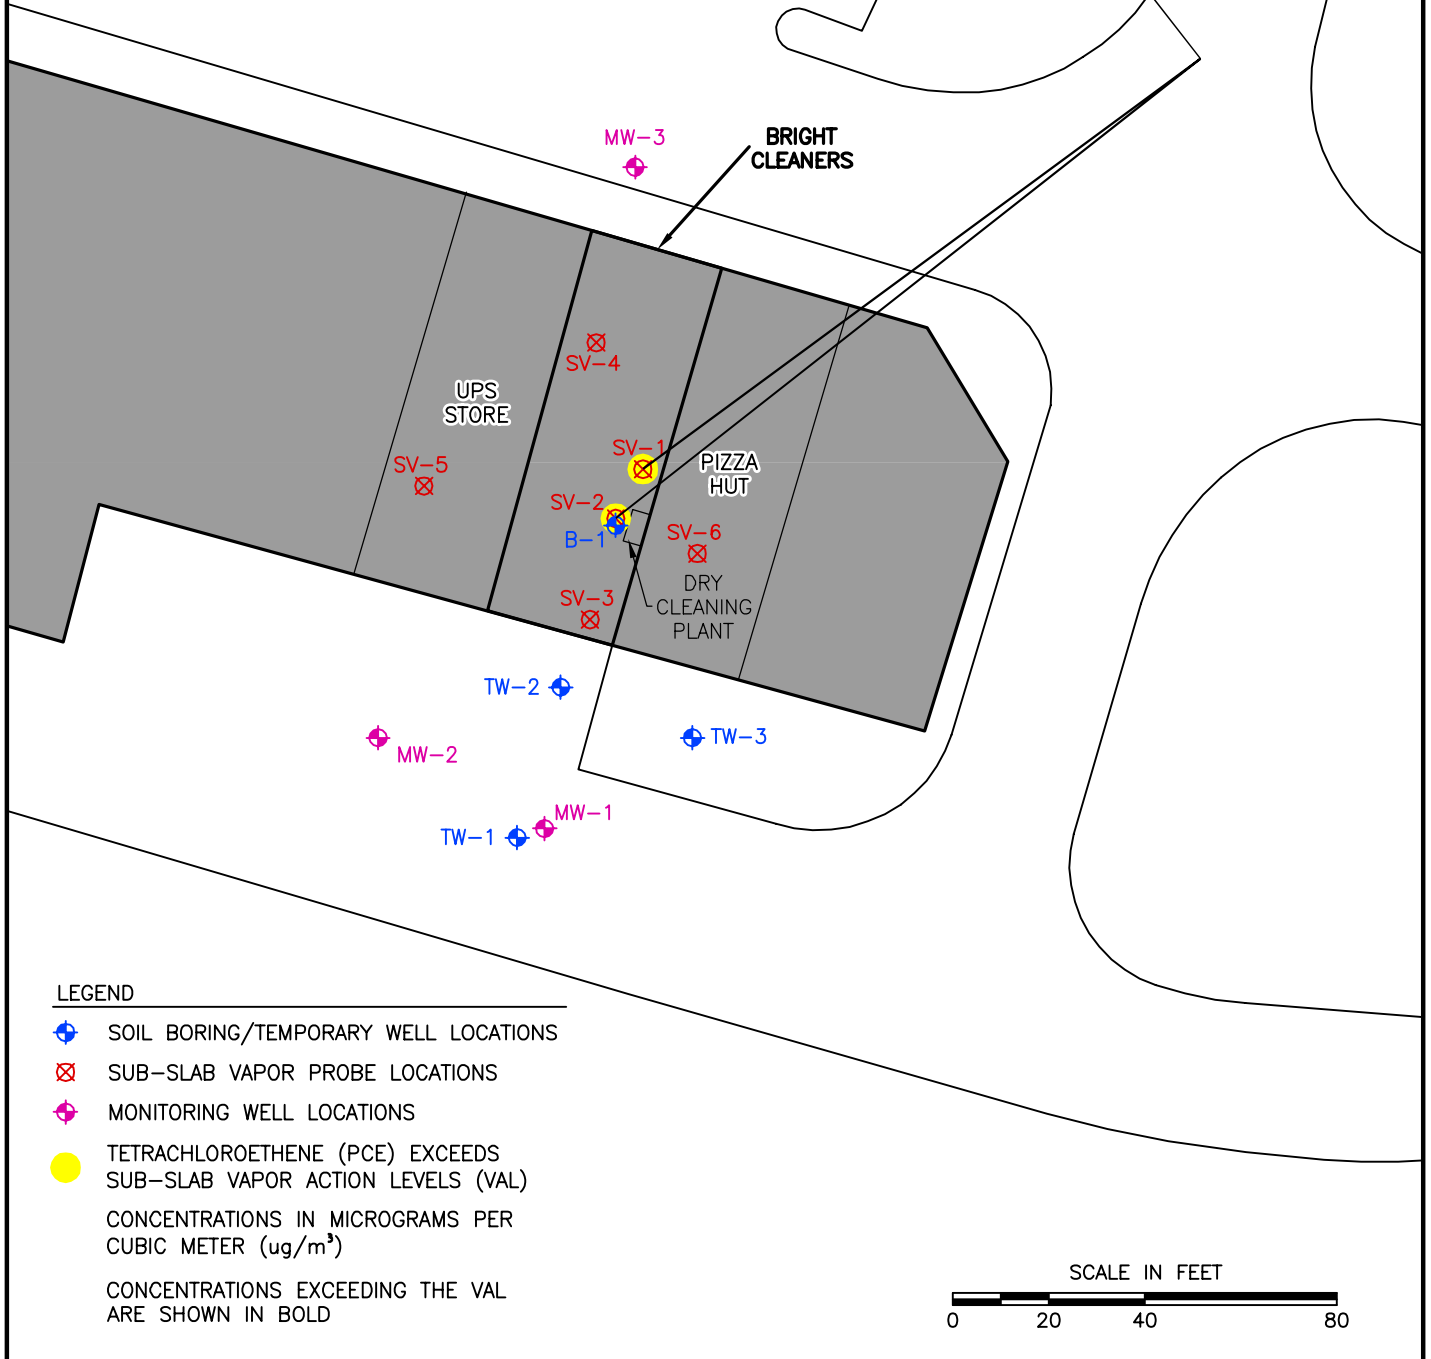 MW-3
BRIGHT
CLEANERS
SV-4
UPS
STORE
SV-1
SV-5
PIZZA
HUT
SV-2
B-1
SV-6
DRY
CLEANING
PLANT
SV-3
TW-2
TW-3
MW-2
MW-1
TW-1
LEGEND
SOIL BORING/TEMPORARY WELL LOCATIONS
SUB-SLAB VAPOR PROBE LOCATIONS
MONITORING WELL LOCATIONS
TETRACHLOROETHENE (PCE) EXCEEDS
SUB-SLAB VAPOR ACTION LEVELS (VAL)
CONCENTRATIONS IN MICROGRAMS PER
CUBIC METER (ug/m³)
CONCENTRATIONS EXCEEDING THE VAL
ARE SHOWN IN BOLD
SCALE IN FEET
0 20 40 80